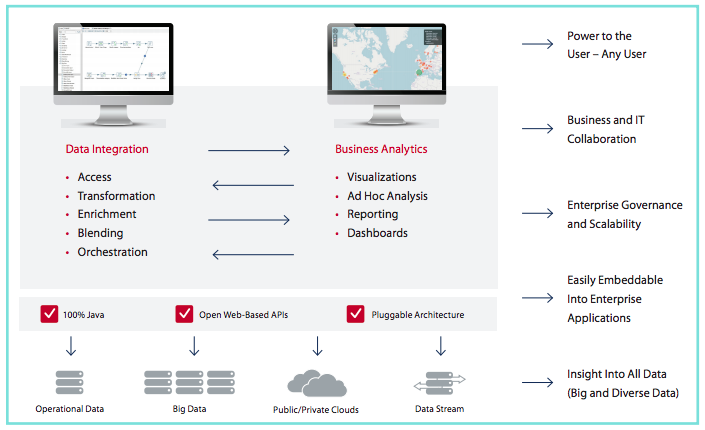 Data Integration
• Access
• Transformation
• Enrichment
• Blending
• Orchestration
Business Analytics
• Visualizations
• Ad Hoc Analysis
• Reporting
• Dashboards
100% Java
Open Web-Based APIs
Pluggable Architecture
Operational Data
Big Data
Public/Private Clouds
Data Stream
Power to the
User – Any User
Business and IT
Collaboration
Enterprise Governance
and Scalability
Easily Embeddable
Into Enterprise
Applications
Insight Into All Data
(Big and Diverse Data)